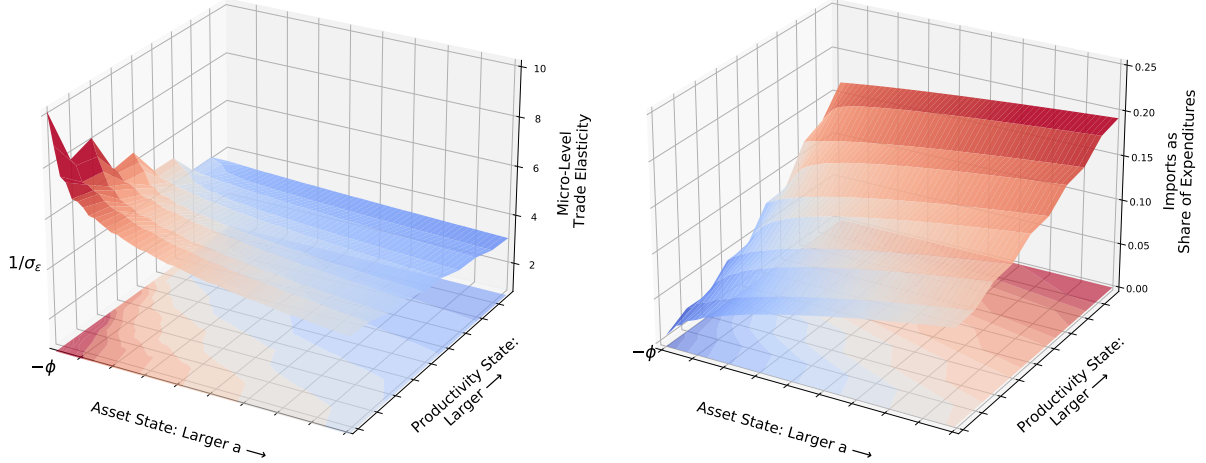 10
8
6
4
2
Micro-Level
Trade Elasticity
1/σε
−ϕ
Asset State: Larger a ⟶
Productivity State:
Larger ⟶
0.25
0.20
0.15
0.10
0.05
0.00
Imports as
Share of Expenditures
−ϕ
Asset State: Larger a ⟶
Productivity State:
Larger ⟶